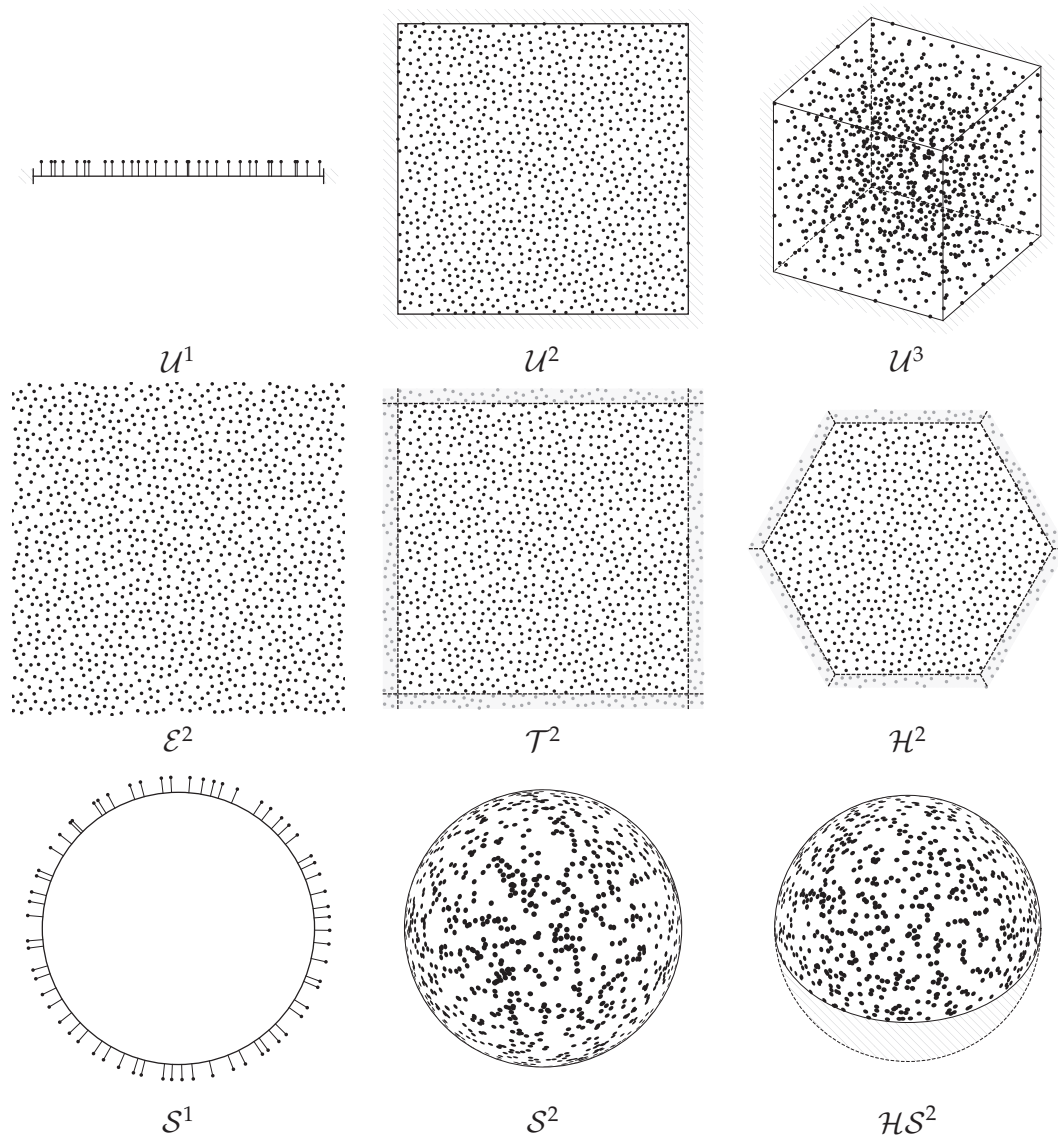 𝒰¹
𝒰²
𝒰³
ℰ²
𝒯²
ℋ²
𝒮¹
𝒮²
ℋ𝒮²